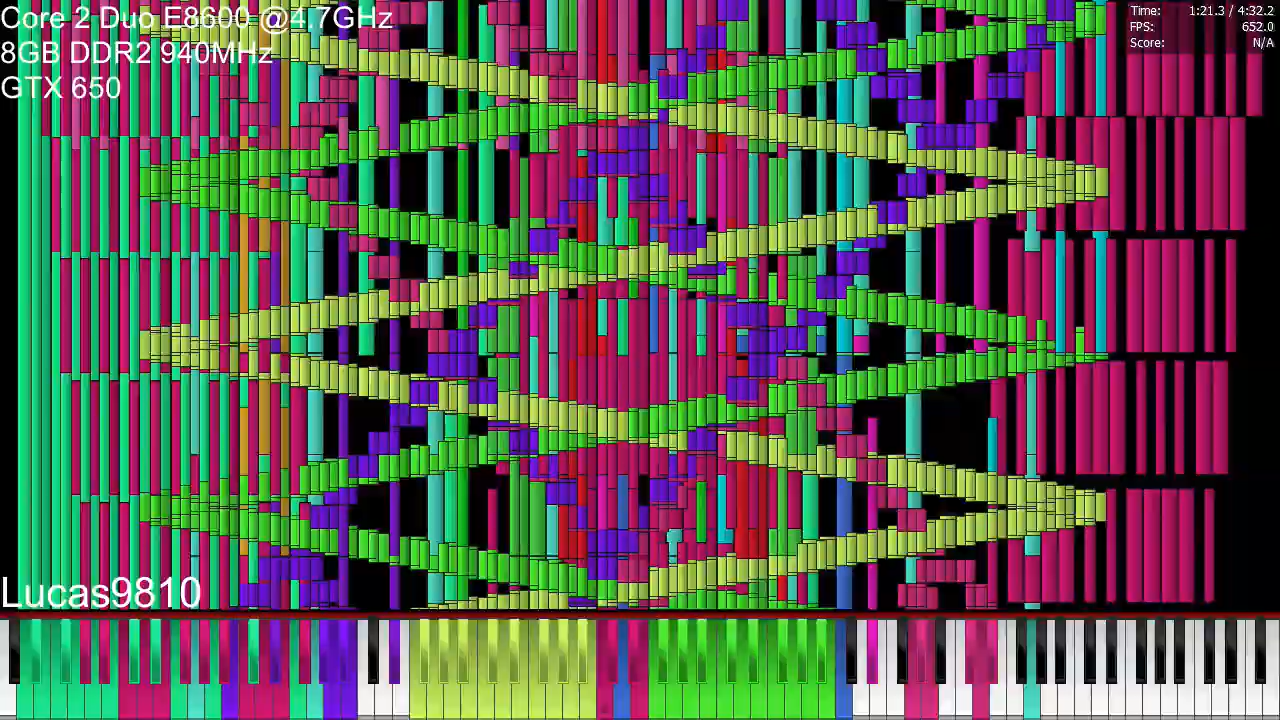 Core 2 Duo E8600 @4.7GHz
8GB DDR2 940MHz
GTX 650
Time: 1:21.3 / 4:32.2
FPS: 652.0
Score: N/A
Lucas9810